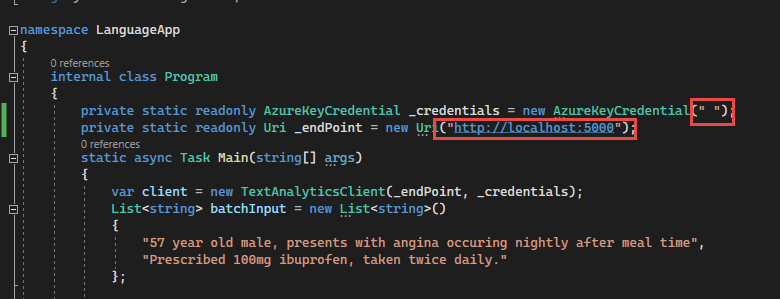 namespace LanguageApp
{
0 references
internal class Program
{
private static readonly AzureKeyCredential _credentials = new AzureKeyCredential(" ");
private static readonly Uri _endPoint = new Uri("http://localhost:5000");
0 references
static async Task Main(string[] args)
{
var client = new TextAnalyticsClient(_endPoint, _credentials);
List<string> batchInput = new List<string>()
{
"57 year old male, presents with angina occuring nightly after meal time",
"Prescribed 100mg ibuprofen, taken twice daily."
};